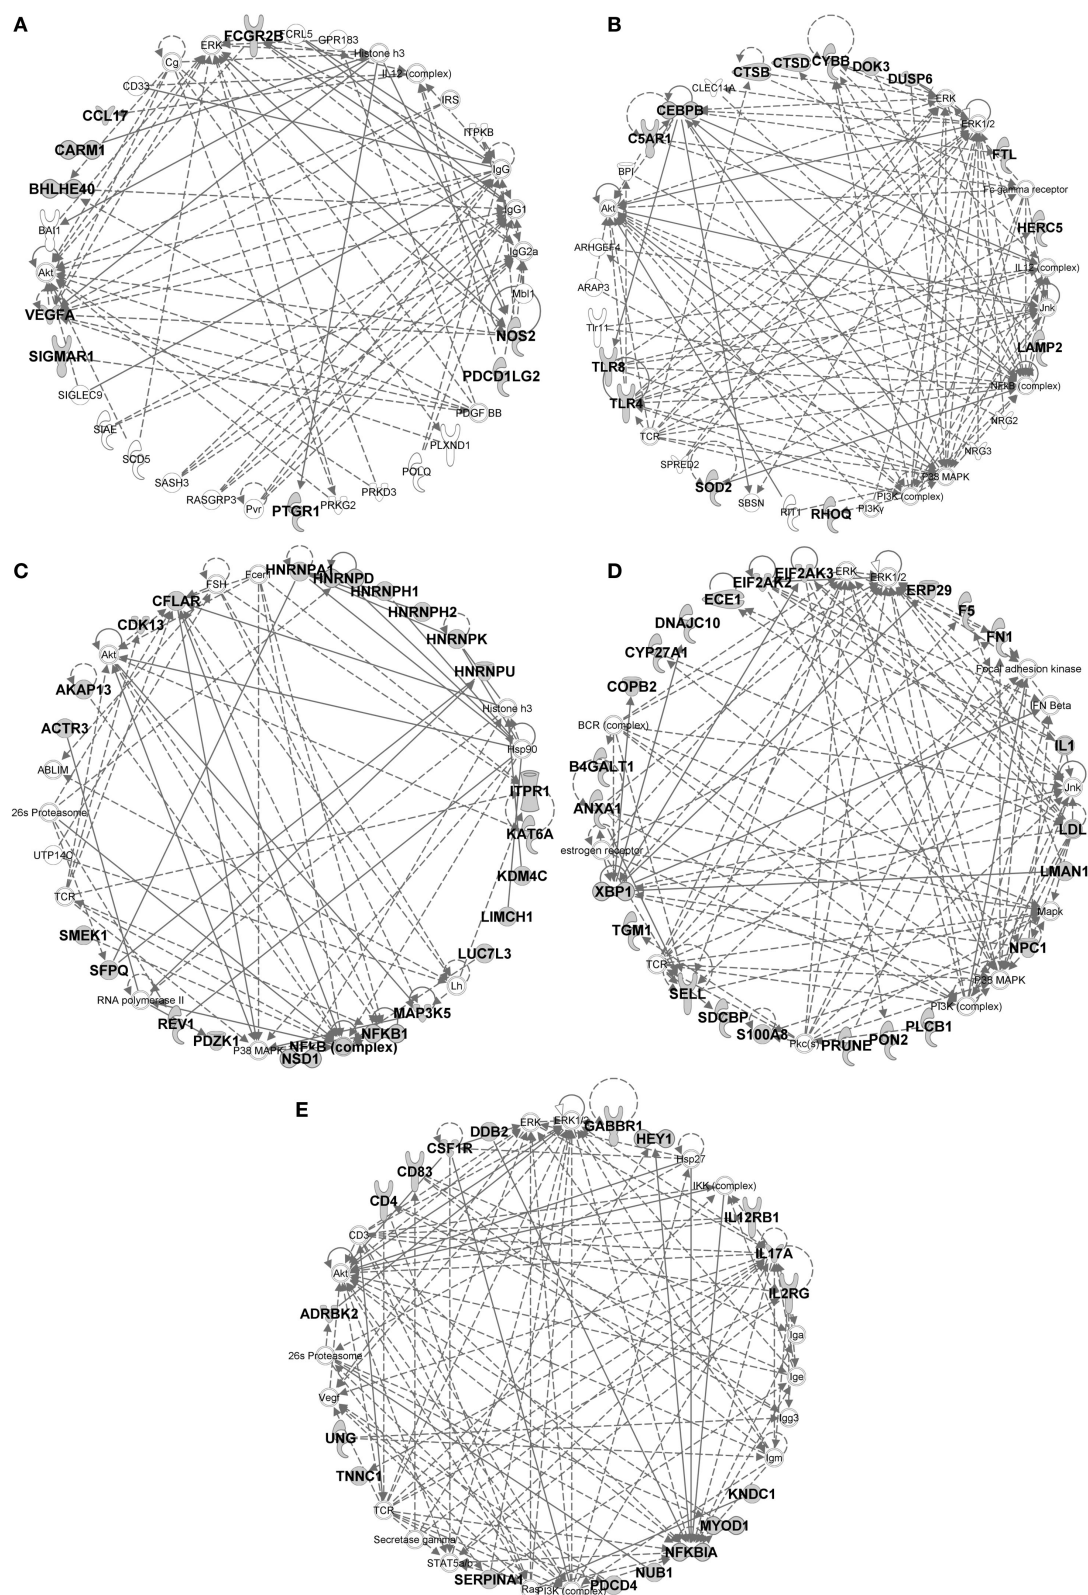 A
FCGR2B
FCRL5
GPR183
ERK
Histone h3
Cg
IL12 (complex)
CD33
IRS
CCL17
ITPKB
CARM1
IgG
BHLHE40
IgG1
BAI1
IgG2a
Akt
Mbl1
VEGFA
NOS2
SIGMAR1
PDCD1LG2
SIGLEC9
PDGF BB
SIAE
PLXND1
SCD5
POLQ
SASH3
PRKD3
RASGRP3
PRKG2
Pvr
PTGR1
B
CTSD
CYBB
DOK3
CTSB
DUSP6
CLEC11A
ERK
CEBPB
ERK1/2
C5AR1
FTL
BPI
Fc gamma receptor
Akt
HERC5
ARHGEF4
IL12 (complex)
ARAP3
Jnk
Tlr11
LAMP2
TLR8
NFkB (complex)
TLR4
NRG2
TCR
NRG3
SPRED2
P38 MAPK
SOD2
PI3K (complex)
SBSN
PI3Kγ
RIT1
RHOQ
C
HNRNPA1
Fcer1
HNRNPD
FSH
HNRNPH1
CFLAR
HNRNPH2
CDK13
HNRNPK
Akt
HNRNPU
AKAP13
Histone h3
ACTR3
Hsp90
ABLIM
ITPR1
26s Proteasome
KAT6A
UTP14C
KDM4C
TCR
LIMCH1
SMEK1
LUC7L3
SFPQ
Lh
RNA polymerase II
MAP3K5
REV1
NFKB1
PDZK1
NFkB (complex)
P38 MAPK
NSD1
D
EIF2AK3
ERK
ERK1/2
EIF2AK2
ERP29
ECE1
F5
DNAJC10
FN1
CYP27A1
Focal adhesion kinase
COPB2
IFN Beta
BCR (complex)
IL1
B4GALT1
Jnk
ANXA1
LDL
estrogen receptor
LMAN1
XBP1
Mapk
TGM1
NPC1
TCR
P38 MAPK
SELL
PI3K (complex)
SDCBP
PLCB1
S100A8
PON2
Pkc(s)
PRUNE
E
ERK
ERK1/2
GABBR1
DDB2
HEY1
CSF1R
Hsp27
CD83
IKK (complex)
CD4
IL12RB1
CD3
IL17A
Akt
IL2RG
ADRBK2
Iga
26s Proteasome
Ige
Vegf
Igg3
UNG
Igm
TNNC1
KNDC1
TCR
MYOD1
Secretase gamma
NFKBIA
STAT5a/b
NUB1
SERPINA1
PDCD4
Ras
PI3K (complex)